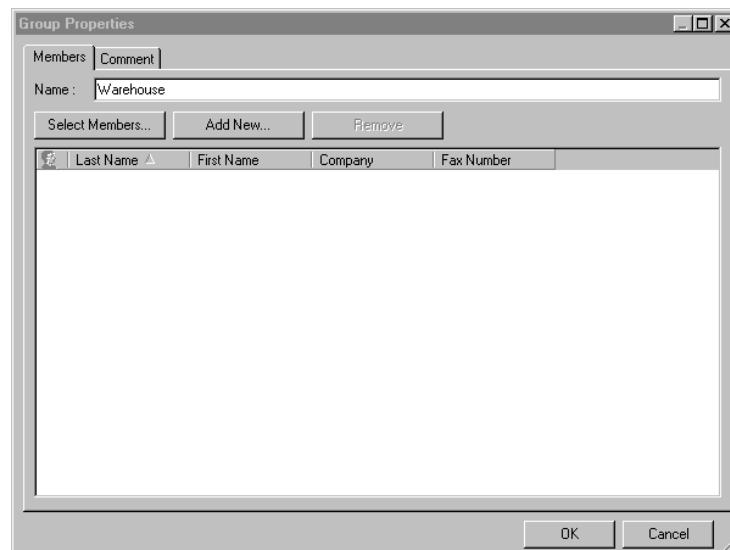 Group Properties
Members Comment
Name : Warehouse
Select Members... Add New... Remove
Last Name First Name Company Fax Number
OK Cancel